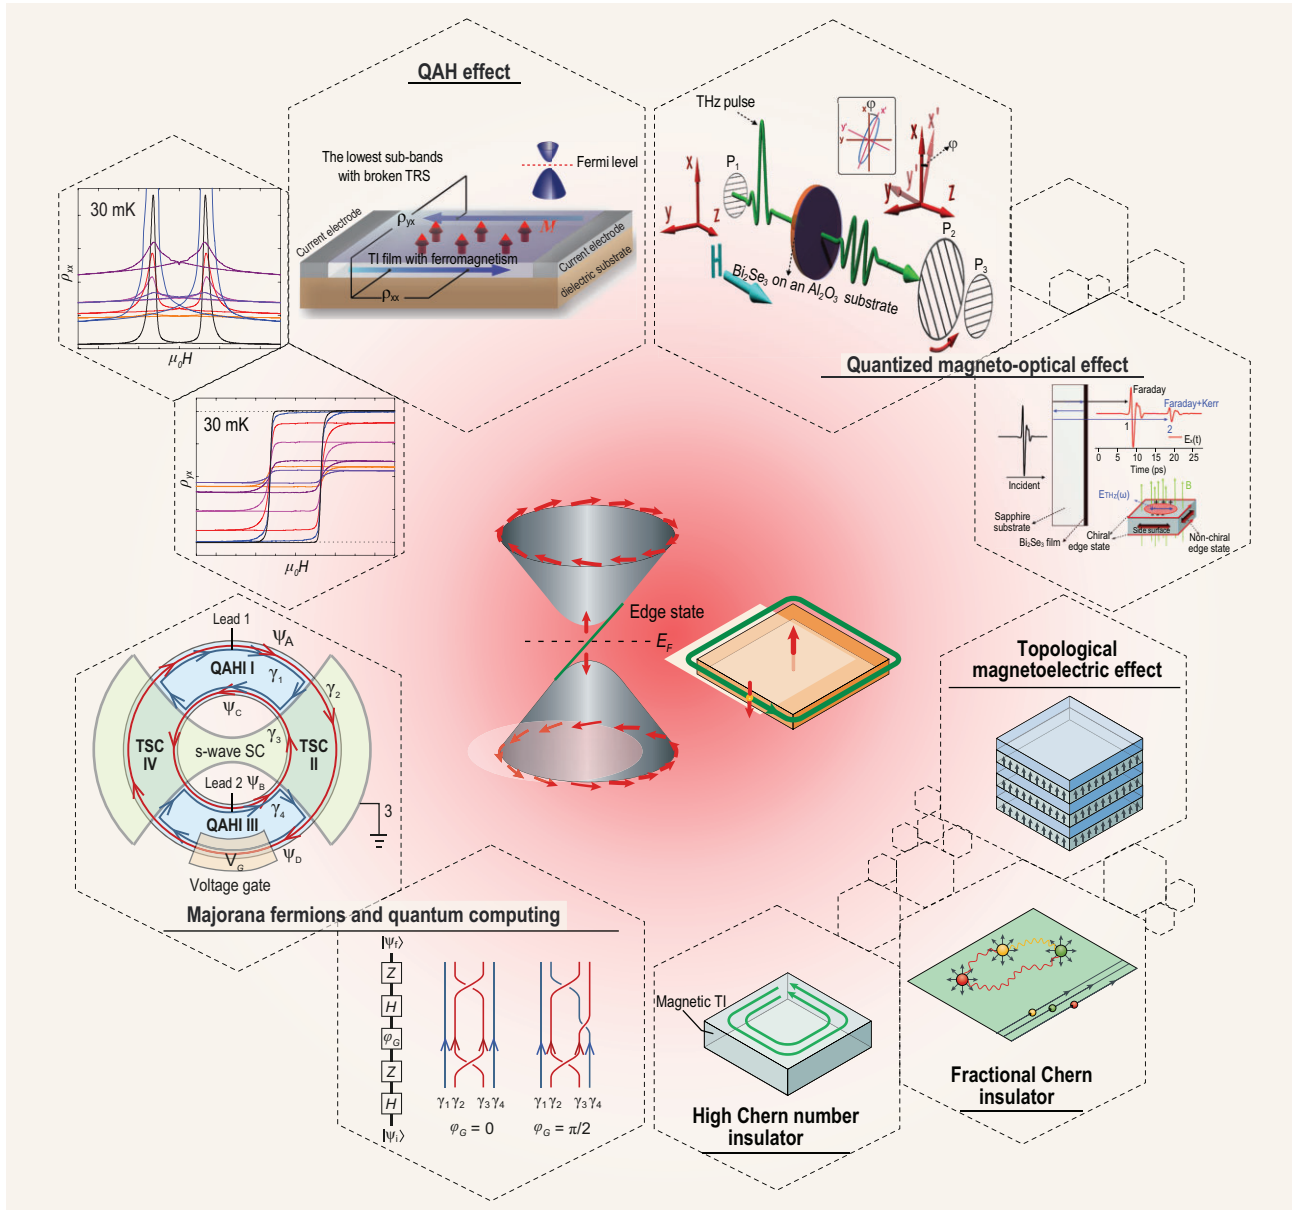 QAH effect
The lowest sub-bands
with broken TRS
Fermi level
Current electrode
ρyx
M
TI film with ferromagnetism
ρxx
Current electrode
dielectric substrate
30 mK
ρxx
μ0H
30 mK
ρyx
μ0H
THz pulse
P1
X
y
Z
H
Bi2Se3 on an Al2O3 substrate
φ
x x'
y'
y
X X'
φ
y y'
Z
P2
P3
Quantized magneto-optical effect
Faraday
Faraday+Kerr
1 2
Ex(t)
0 5 10 15 20 25
Time (ps)
Incident
ETHz(ω)
B
Sapphire
substrate
Bi2Se3 film
Chiral
edge state
Side surface
Non-chiral
edge state
Edge state
EF
Lead 1
ψA
QAHI I
γ1
γ2
ψC
γ3
TSC
IV
s-wave SC
TSC
II
Lead 2 ψB
γ4
QAHI III
3
VG
ψD
Voltage gate
Majorana fermions and quantum computing
|ψf⟩
Z
H
φG
Z
H
|ψi⟩
γ1 γ2 γ3 γ4
φG = 0
γ1 γ2 γ3 γ4
φG = π/2
Topological
magnetoelectric effect
Magnetic TI
High Chern number
insulator
Fractional Chern
insulator